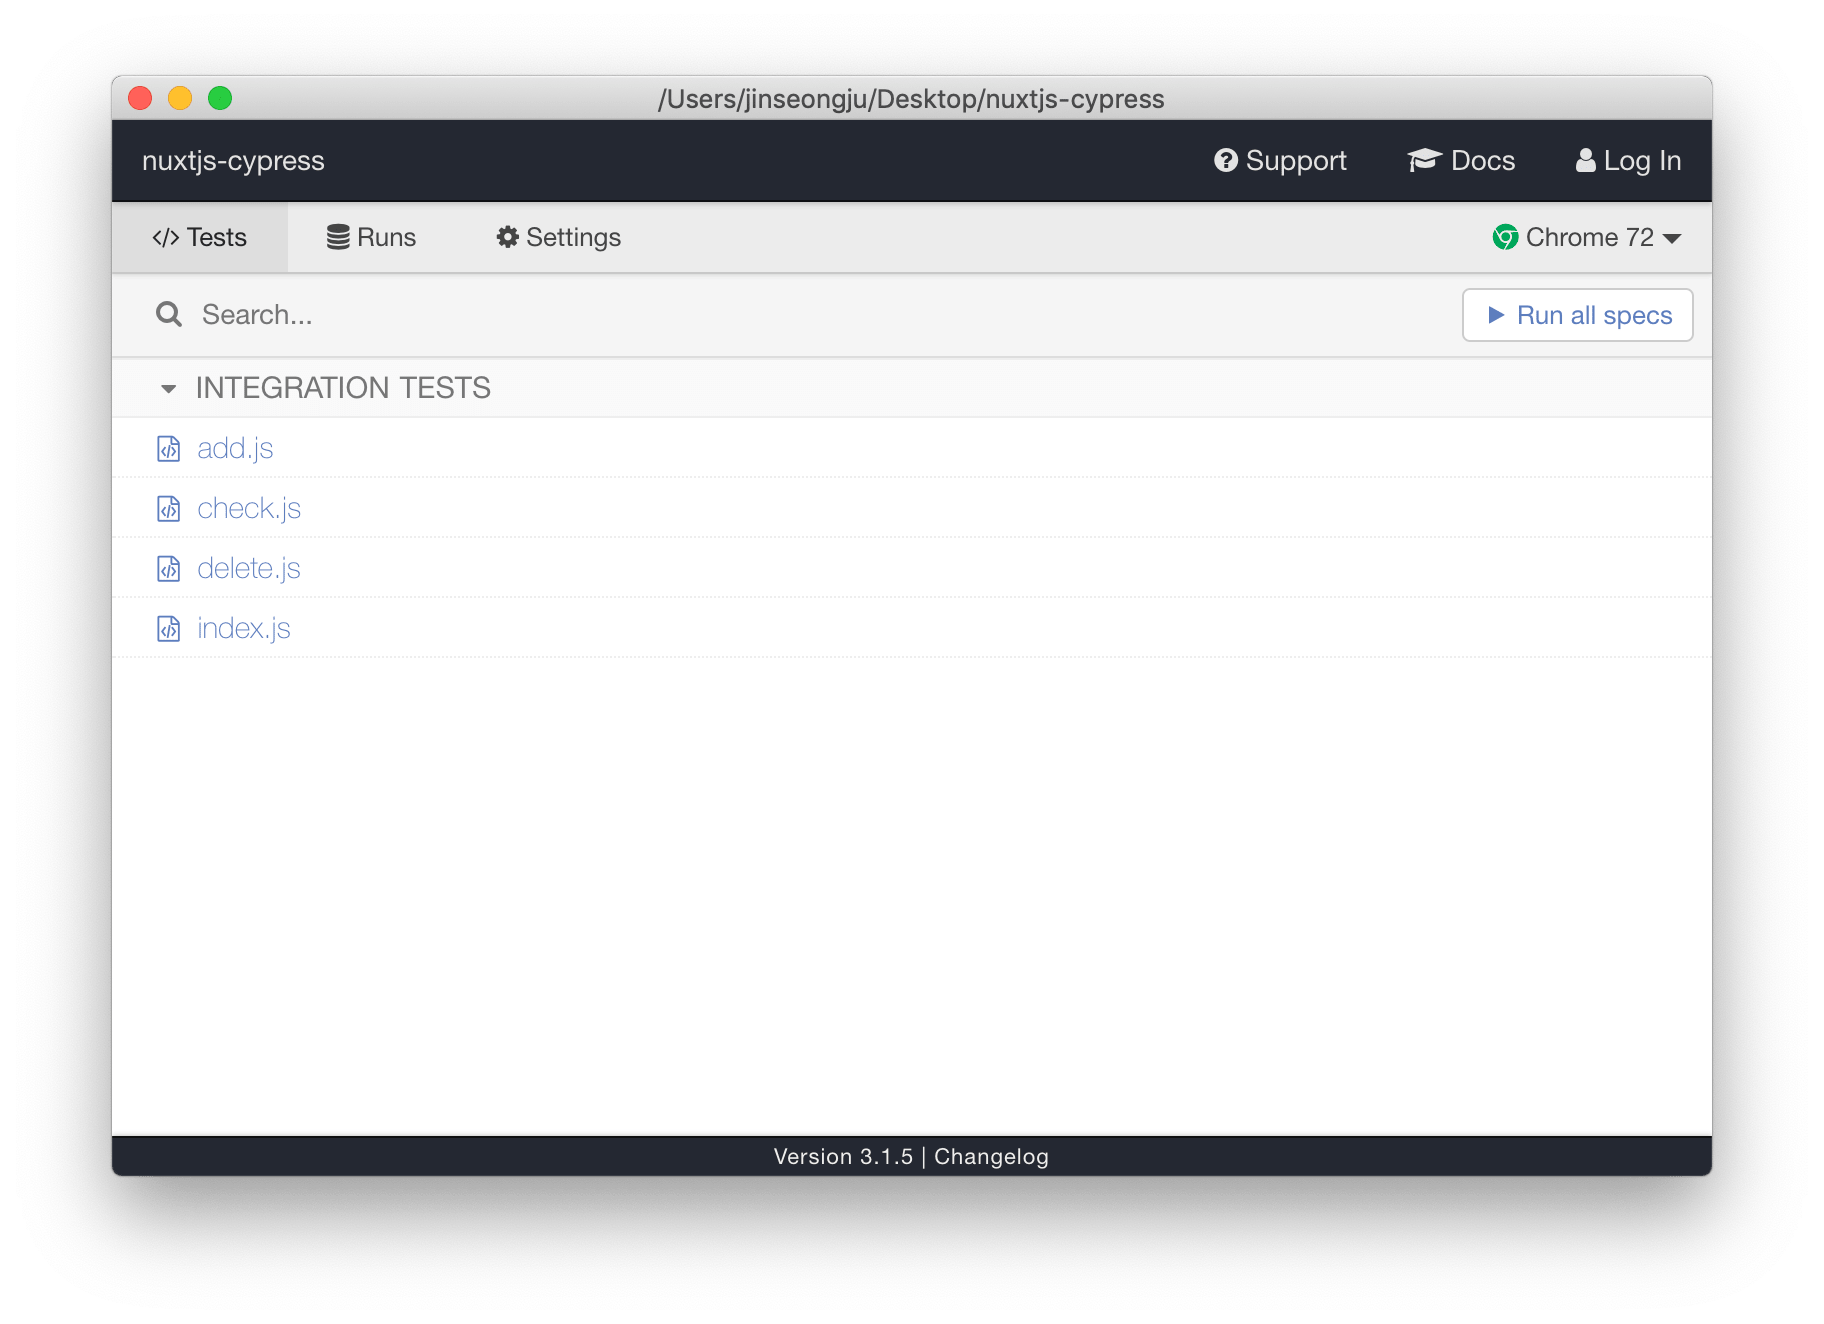 /Users/jinseongju/Desktop/nuxtjs-cypress
nuxtjs-cypress Support Docs Log In
Tests Runs Settings Chrome 72
Search... Run all specs
INTEGRATION TESTS
add.js
check.js
delete.js
index.js
Version 3.1.5 | Changelog